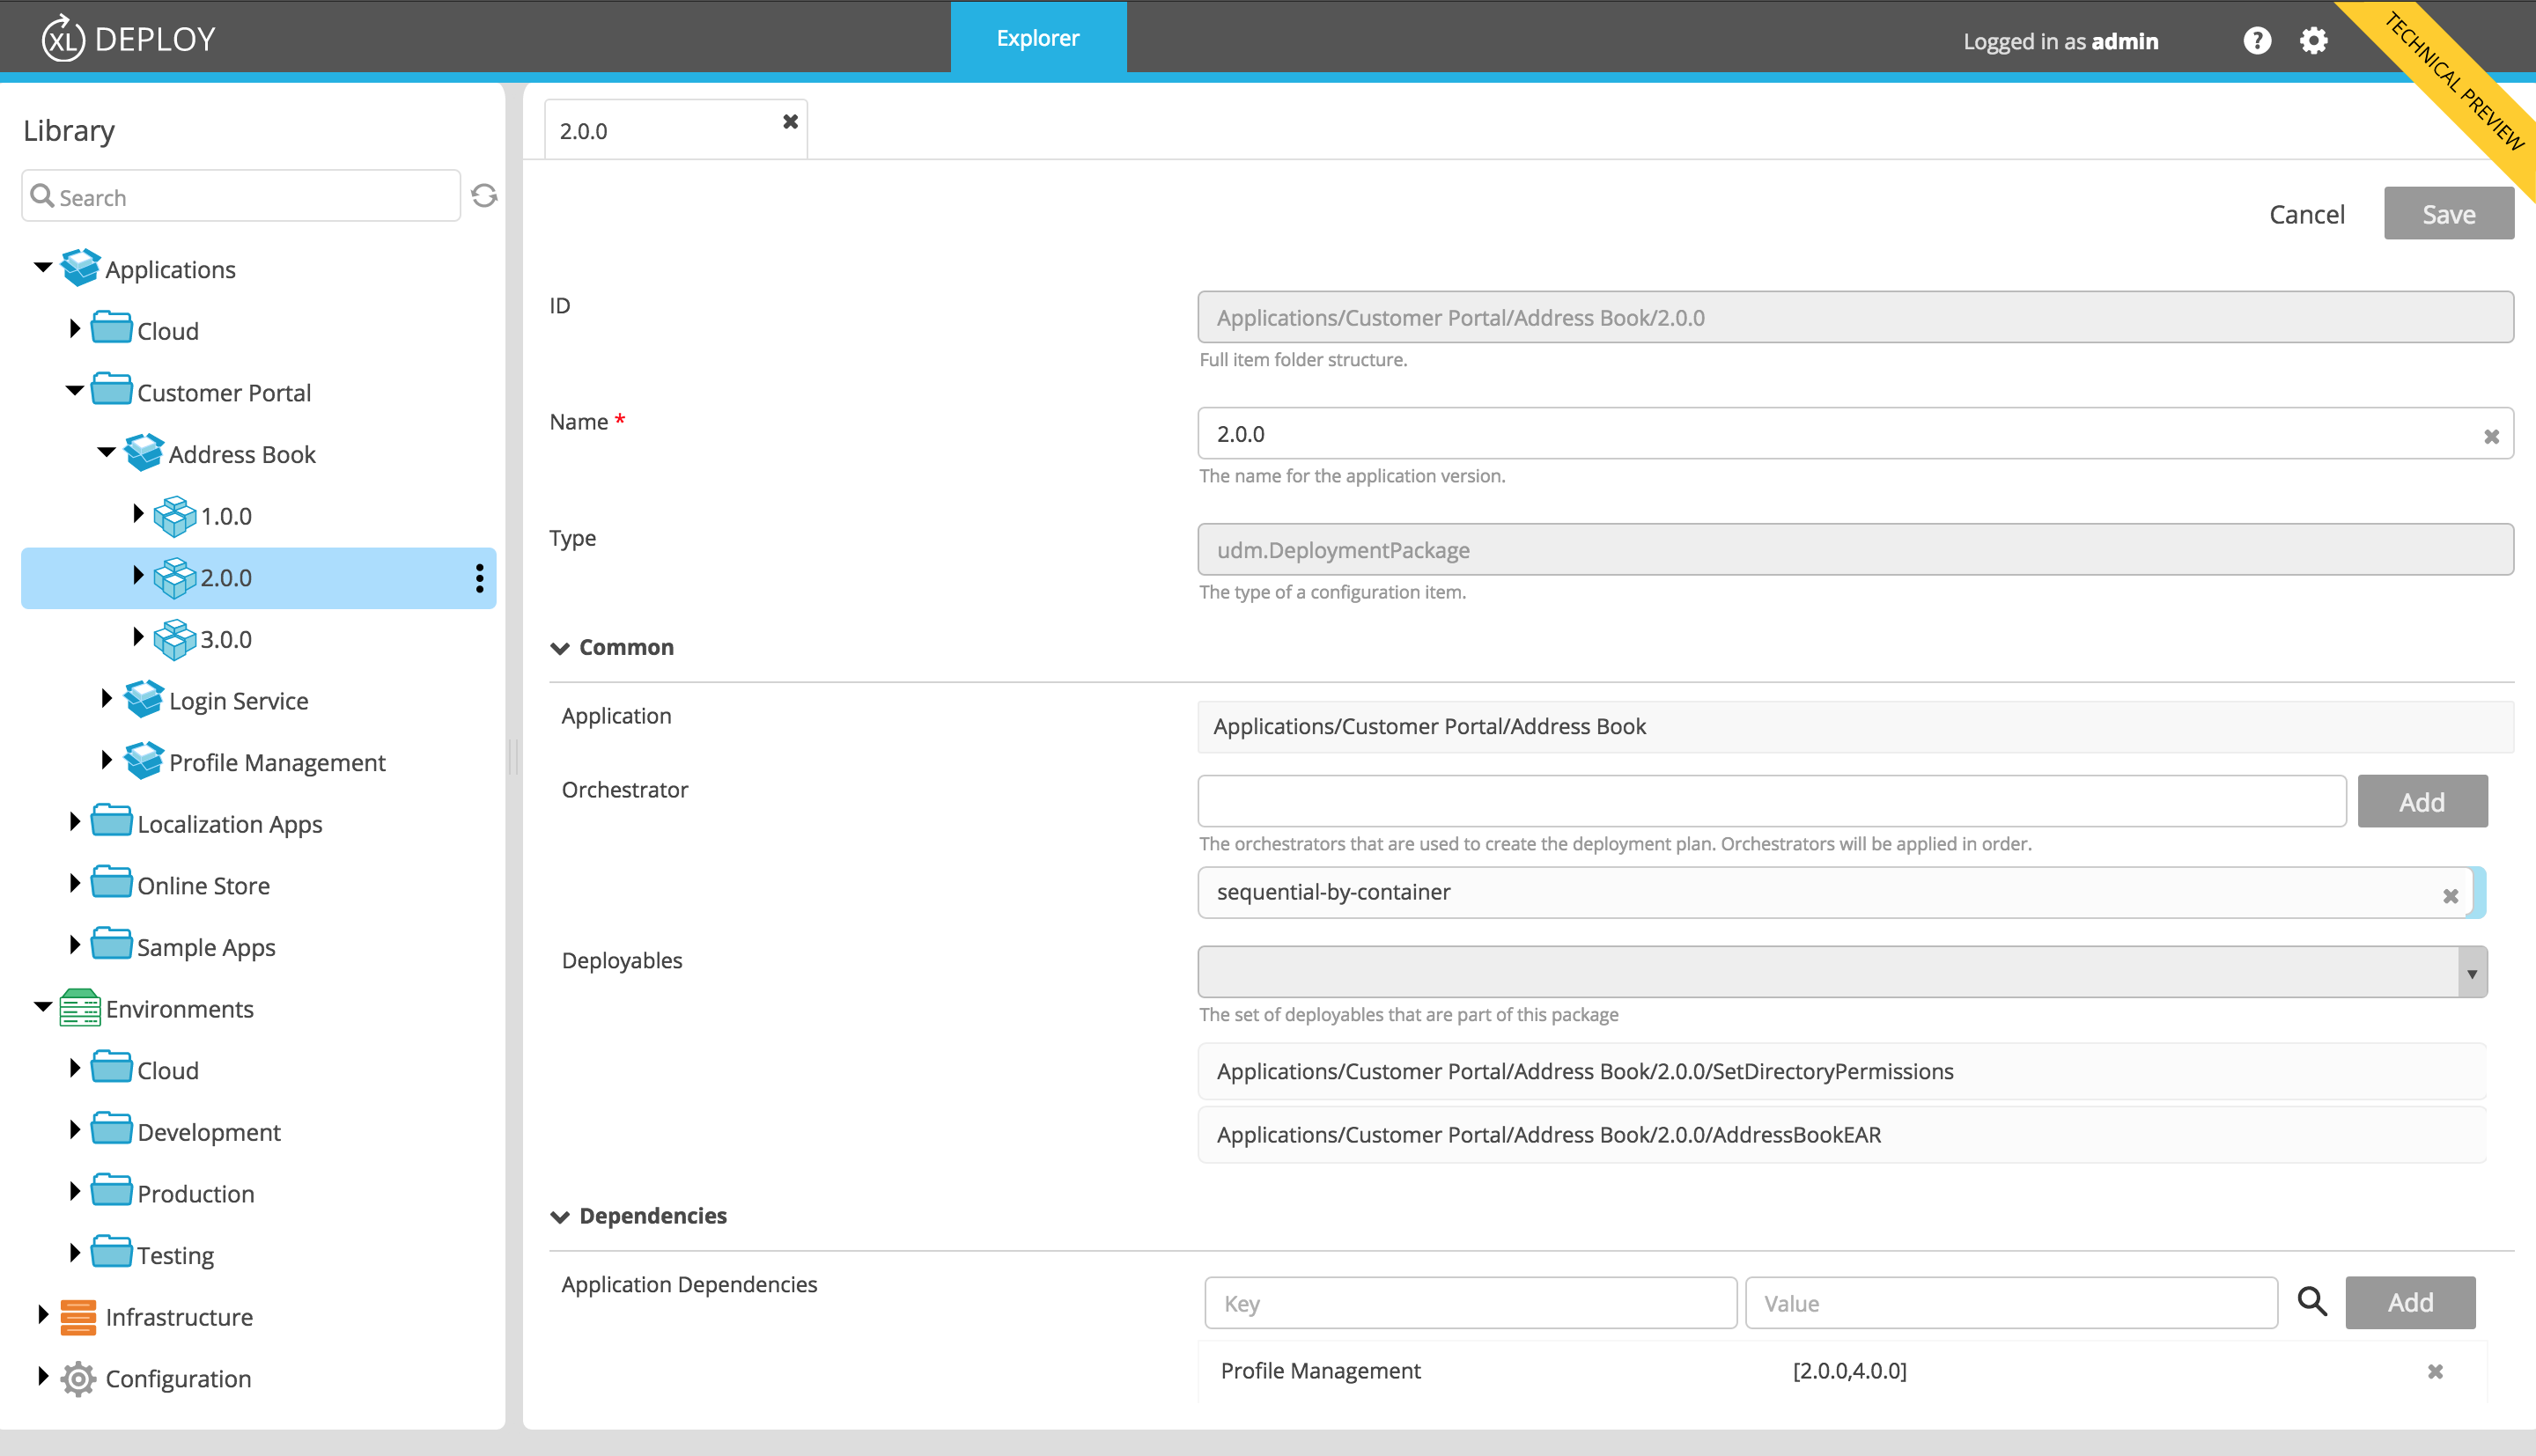 XL DEPLOY
Explorer
Logged in as admin
?
TECHNICAL PREVIEW
Library
Search
Applications
Cloud
Customer Portal
Address Book
1.0.0
2.0.0
3.0.0
Login Service
Profile Management
Localization Apps
Online Store
Sample Apps
Environments
Cloud
Development
Production
Testing
Infrastructure
Configuration
2.0.0
Cancel Save
ID
Applications/Customer Portal/Address Book/2.0.0
Full item folder structure.
Name *
2.0.0
The name for the application version.
Type
udm.DeploymentPackage
The type of a configuration item.
Common
Application
Applications/Customer Portal/Address Book
Orchestrator
Add
The orchestrators that are used to create the deployment plan. Orchestrators will be applied in order.
sequential-by-container
Deployables
The set of deployables that are part of this package
Applications/Customer Portal/Address Book/2.0.0/SetDirectoryPermissions
Applications/Customer Portal/Address Book/2.0.0/AddressBookEAR
Dependencies
Application Dependencies
Key Value Add
Profile Management [2.0.0,4.0.0]